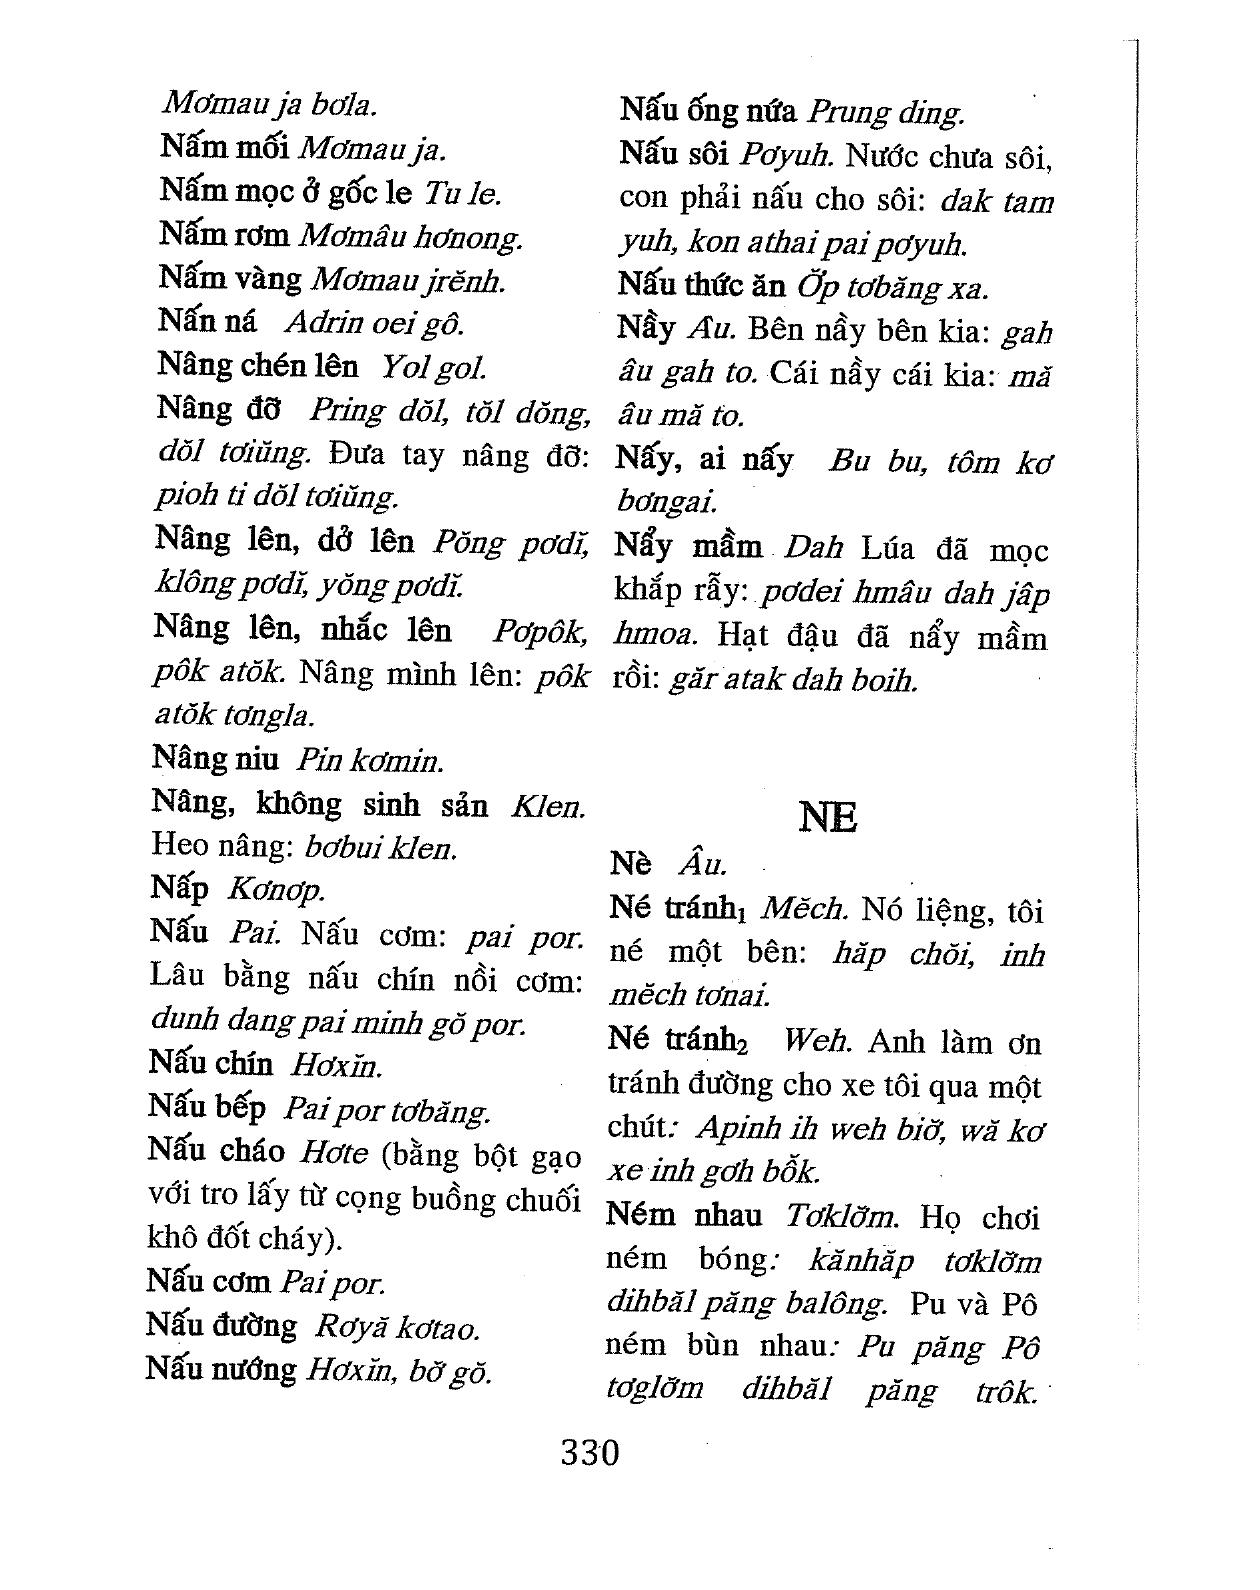 Mơmau ja bơla.
Nấm mối Mơmau ja.
Nấm mọc ở gốc le Tu le.
Nấm rơm Mơmâu hơnong.
Nấm vàng Mơmau jrĕnh.
Nấn ná Adrin oei gô.
Nâng chén lên Yol gol.
Nâng đỡ Pring dŏl, tŏl dŏng,
dŏl tơiŭng. Đưa tay nâng đỡ:
pioh ti dŏl tơiŭng.
Nâng lên, dở lên Pŏng pơdĭ,
klông pơdĭ, yŏng pơdĭ.
Nâng lên, nhấc lên Pơpôk,
pôk atŏk. Nâng mình lên: pôk
atŏk tơngla.
Nâng niu Pin kơmin.
Nâng, không sinh sản Klen.
Heo nâng: bơbui klen.
Nấp Kơnơp.
Nấu Pai. Nấu cơm: pai por.
Lâu bằng nấu chín nồi cơm:
dunh dang pai minh gŏ por.
Nấu chín Hơxĭn.
Nấu bếp Pai por tơbăng.
Nấu cháo Hơte (bằng bột gạo
với tro lấy từ cọng buồng chuối
khô đốt cháy).
Nấu cơm Pai por.
Nấu đường Rơyă kơtao.
Nấu nướng Hơxĭn, bơ̆ gŏ.
Nấu ống nứa Prung ding.
Nấu sôi Pơyuh. Nước chưa sôi,
con phải nấu cho sôi: dak tam
yuh, kon athai pai pơyuh.
Nấu thức ăn Ơ̆p tơbăng xa.
Nầy Âu. Bên nầy bên kia: gah
âu gah to. Cái nầy cái kia: mă
âu mă to.
Nấy, ai nấy Bu bu, tôm kơ
bơngai.
Nẩy mầm Dah Lúa đã mọc
khắp rẫy: pơdei hmâu dah jâp
hmoa. Hạt đậu đã nẩy mầm
rồi: găr atak dah boih.
NE
Nè Âu.
Né tránh₁ Mĕch. Nó liệng, tôi
né một bên: hăp chŏi, inh
mĕch tơnai.
Né tránh₂ Weh. Anh làm ơn
tránh đường cho xe tôi qua một
chút: Apinh ih weh biơ̆, wă kơ
xe inh gơh bô̆k.
Ném nhau Tơklơ̆m. Họ chơi
ném bóng: kănhăp tơklơ̆m
dihbăl păng balông. Pu và Pô
ném bùn nhau: Pu păng Pô
tơglơ̆m dihbăl păng trôk.
330